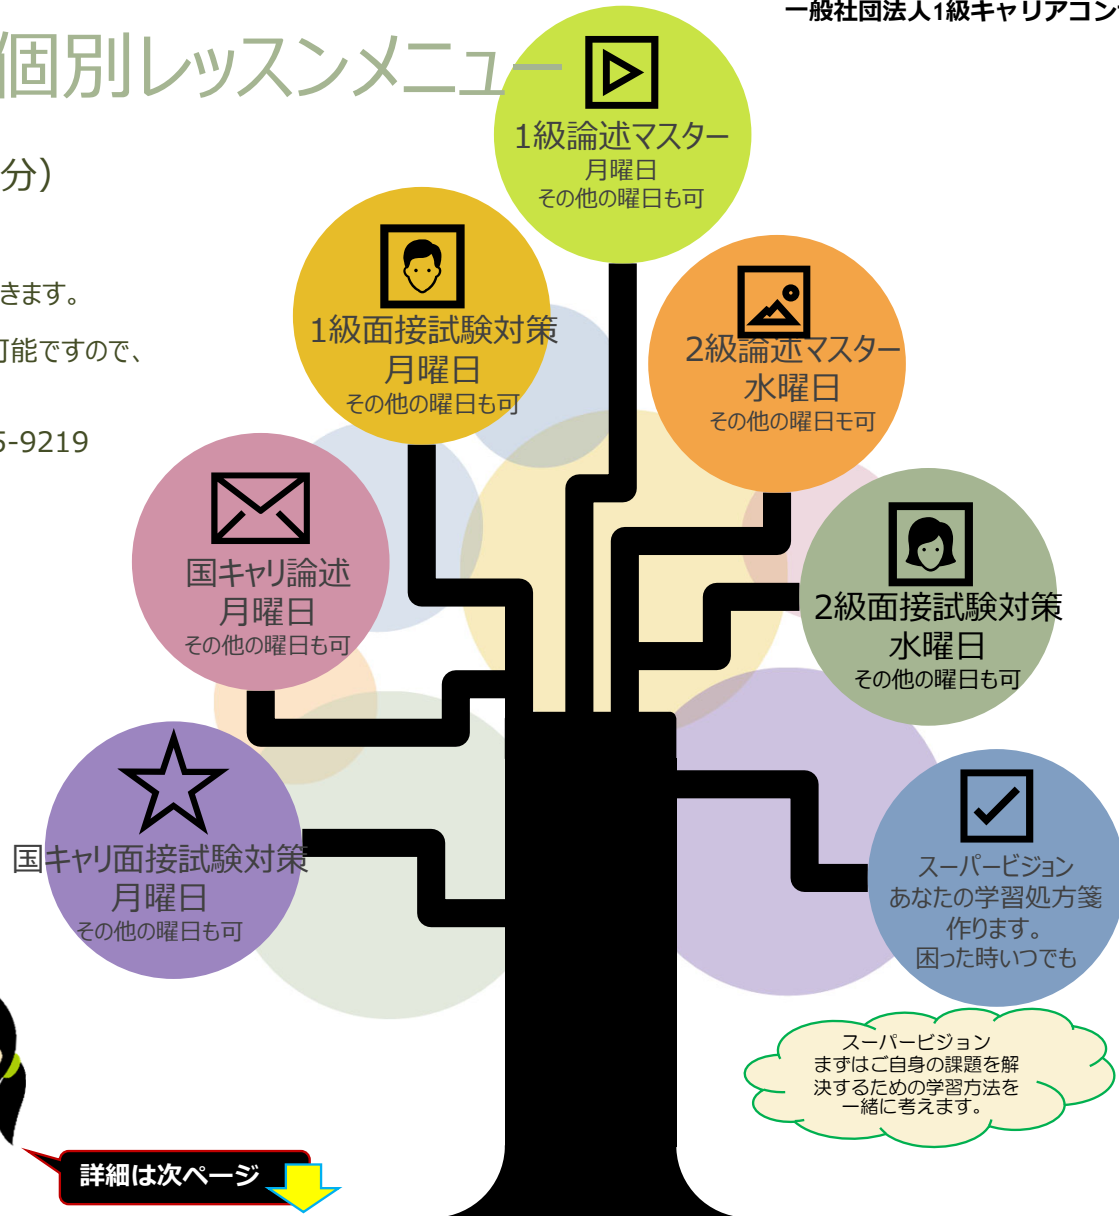 一般社団法人1級キャリアコン
個別レッスンメニュー
分）
きます。
可能ですので、
5-9219
1級論述マスター
月曜日
その他の曜日も可
1級面接試験対策
月曜日
その他の曜日も可
2級論述マスター
水曜日
その他の曜日モ可
国キャリ論述
月曜日
その他の曜日も可
2級面接試験対策
水曜日
その他の曜日も可
国キャリ面接試験対策
月曜日
その他の曜日も可
スーパービジョン
あなたの学習処方箋
作ります。
困った時いつでも
スーパービジョン
まずはご自身の課題を解
決するための学習方法を
一緒に考えます。
詳細は次ページ